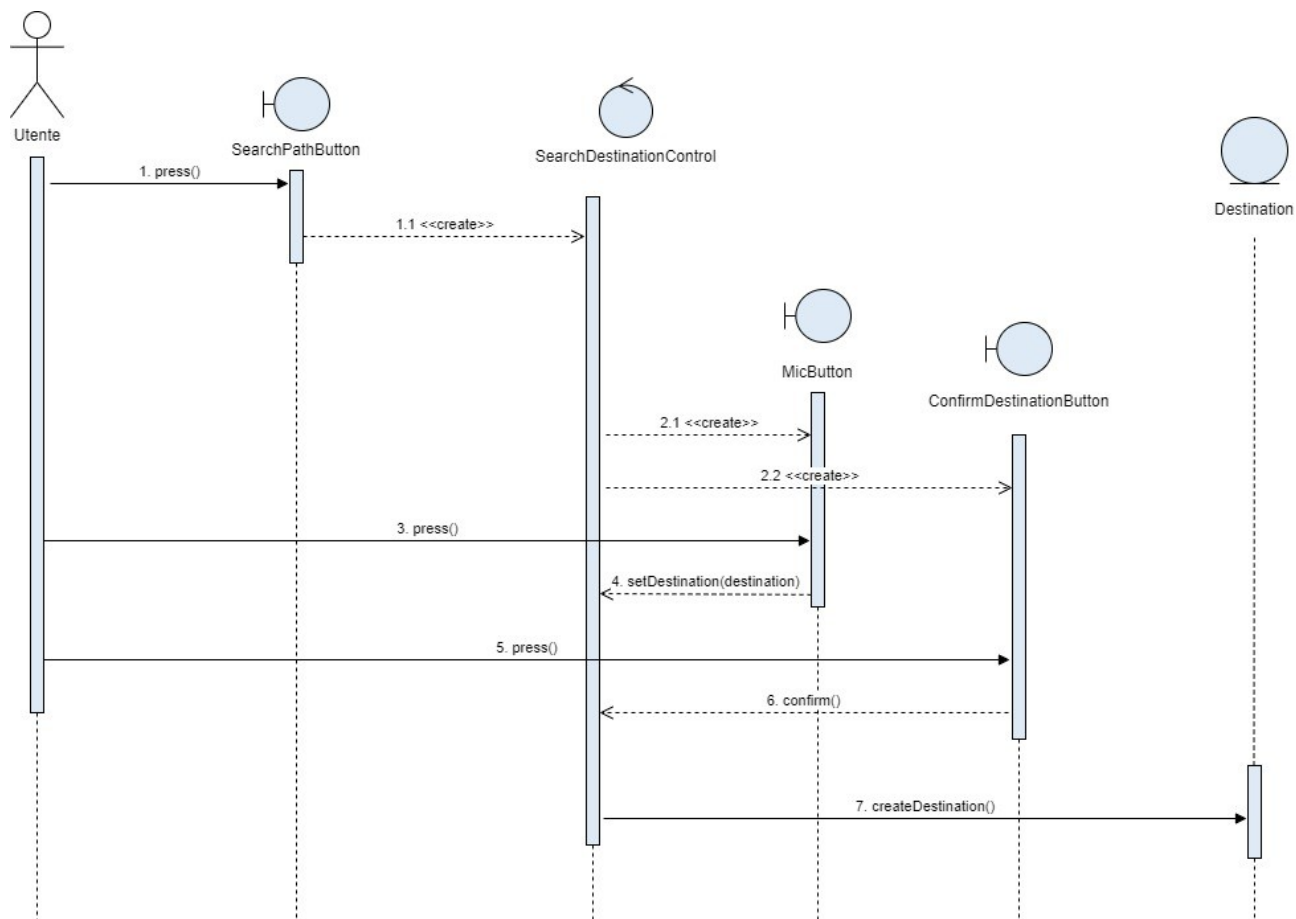 Utente
SearchPathButton
SearchDestinationControl
Destination
1. press()
1.1 <<create>>
MicButton
ConfirmDestinationButton
2.1 <<create>>
2.2 <<create>>
3. press()
4. setDestination(destination)
5. press()
6. confirm()
7. createDestination()